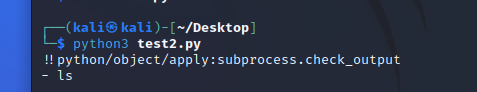 ┌──(kali㉿kali)-[~/Desktop]
└─$ python3 test2.py
!!python/object/apply:subprocess.check_output
- ls